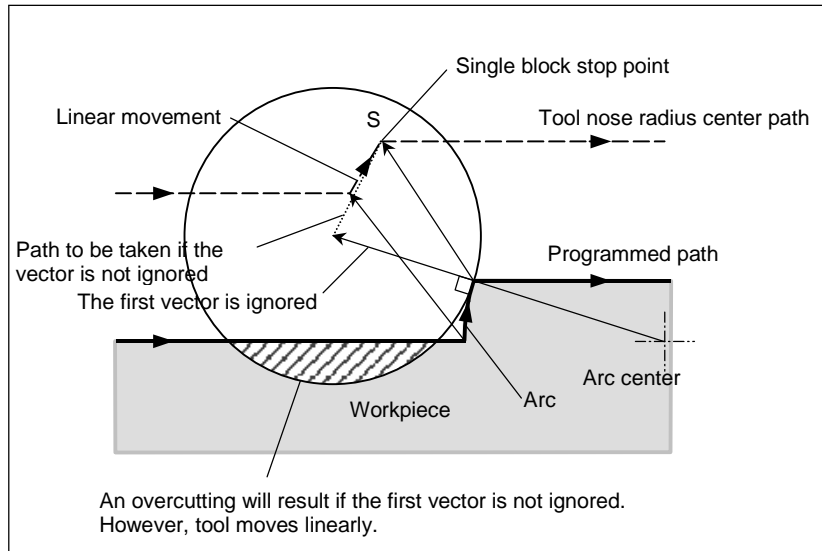 Single block stop point
Linear movement
S
Tool nose radius center path
Path to be taken if the
vector is not ignored
Programmed path
The first vector is ignored
Arc center
Workpiece
Arc
An overcutting will result if the first vector is not ignored.
However, tool moves linearly.